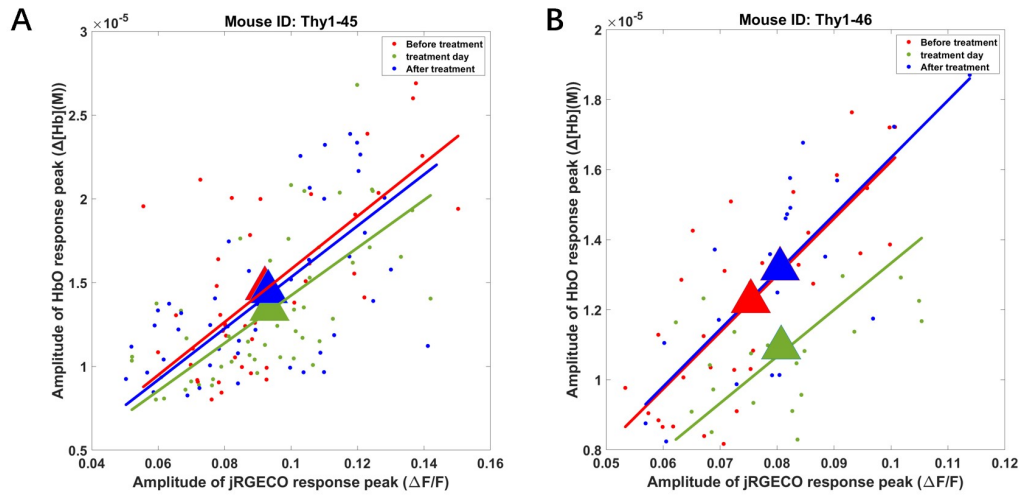 A
Mouse ID: Thy1-45
3
×10⁻⁵
Before treatment
treatment day
After treatment
2.5
2
1.5
1
0.5
Amplitude of HbO response peak (Δ[Hb](M))
0.04 0.06 0.08 0.1 0.12 0.14 0.16
Amplitude of jRGECO response peak (ΔF/F)
B
Mouse ID: Thy1-46
2
×10⁻⁵
Before treatment
treatment day
After treatment
1.8
1.6
1.4
1.2
1
0.8
Amplitude of HbO response peak (Δ[Hb](M))
0.05 0.06 0.07 0.08 0.09 0.1 0.11 0.12
Amplitude of jRGECO response peak (ΔF/F)